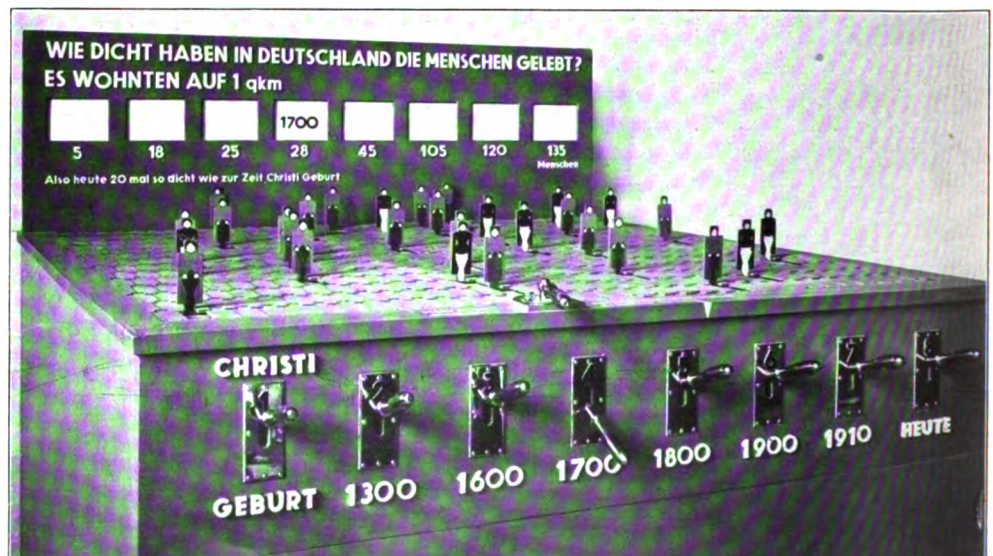 WIE DICHT HABEN IN DEUTSCHLAND DIE MENSCHEN GELEBT?
ES WOHNTEN AUF 1 qkm
1700
5 18 25 28 45 105 120 135
Menschen
Also heute 20 mal so dicht wie zur Zeit Christi Geburt
CHRISTI
GEBURT 1300 1600 1700 1800 1900 1910 HEUTE